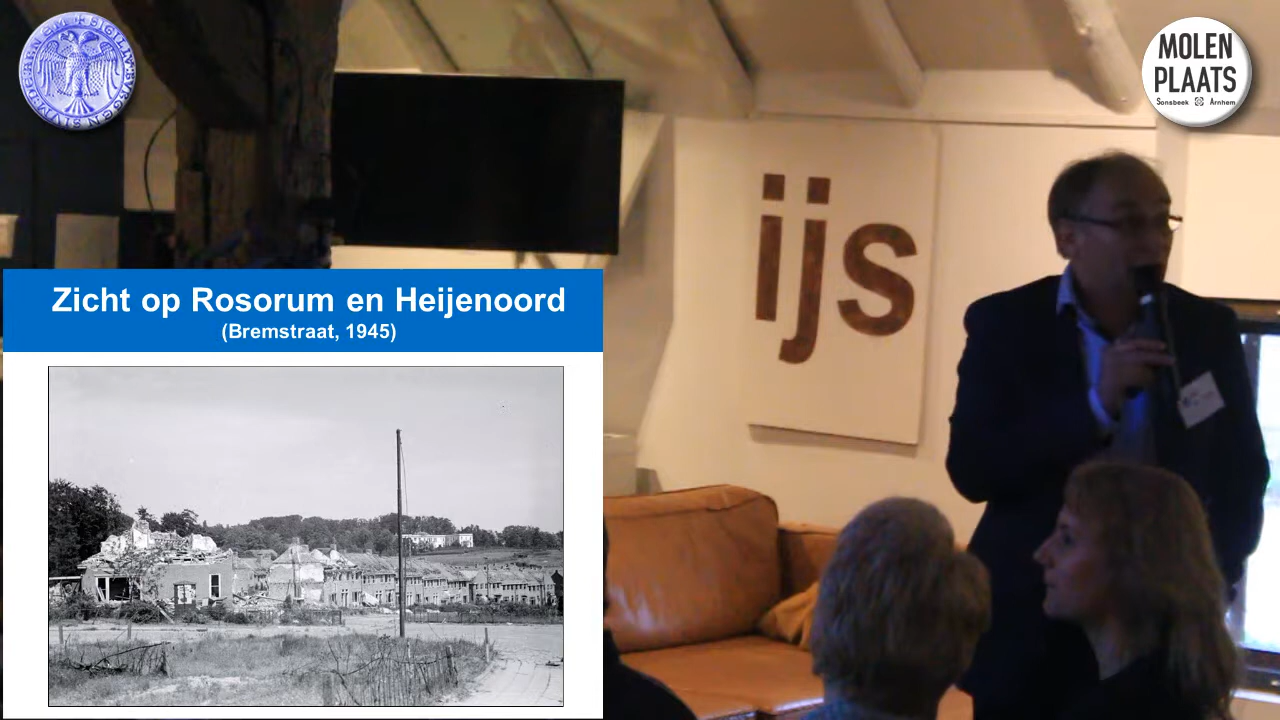 MOLEN
PLAATS
Sonsbeek Arnhem
ijs
Zicht op Rosorum en Heijenoord
(Bremstraat, 1945)